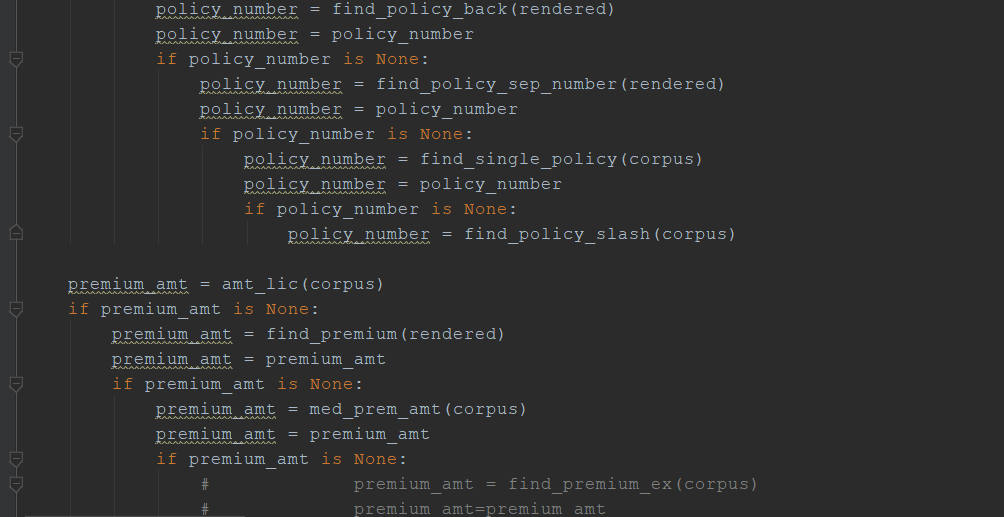 policy_number = find_policy_back(rendered)
policy_number = policy_number
if policy_number is None:
policy_number = find_policy_sep_number(rendered)
policy_number = policy_number
if policy_number is None:
policy_number = find_single_policy(corpus)
policy_number = policy_number
if policy_number is None:
policy_number = find_policy_slash(corpus)
premium_amt = amt_lic(corpus)
if premium_amt is None:
premium_amt = find_premium(rendered)
premium_amt = premium_amt
if premium_amt is None:
premium_amt = med_prem_amt(corpus)
premium_amt = premium_amt
if premium_amt is None:
# premium_amt = find_premium_ex(corpus)
# premium_amt=premium_amt